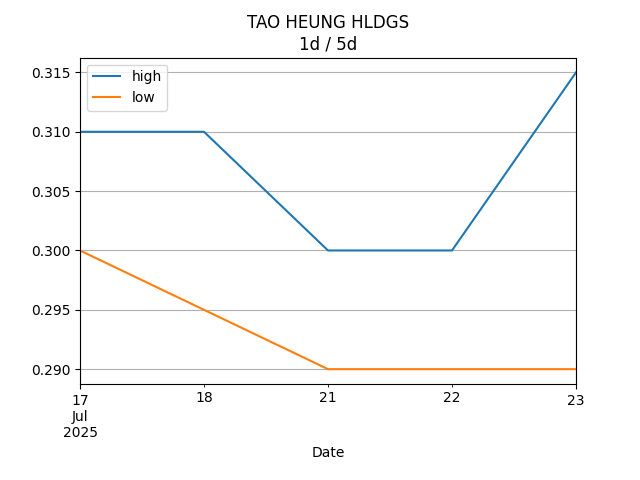 TAO HEUNG HLDGS
1d / 5d
high
low
0.315
0.310
0.305
0.300
0.295
0.290
17 18 21 22 23
Jul
2025
Date